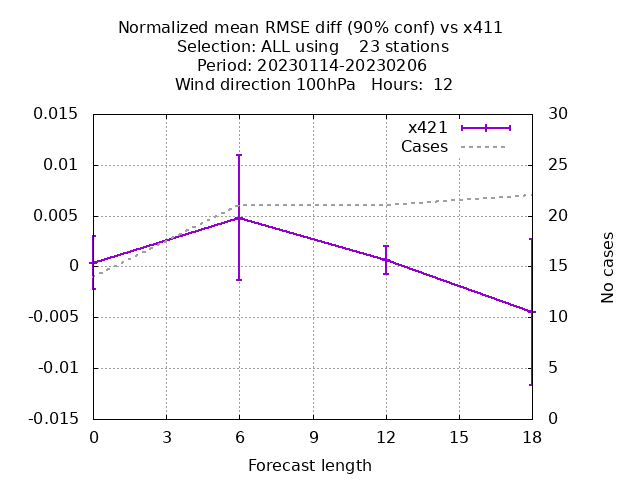 Normalized mean RMSE diff (90% conf) vs x411
Selection: ALL using    23 stations
Period: 20230114-20230206
Wind direction 100hPa   Hours:  12
x421
Cases
0.015
0.01
0.005
0
-0.005
-0.01
-0.015
30
25
20
15
10
5
0
No cases
0 3 6 9 12 15 18
Forecast length